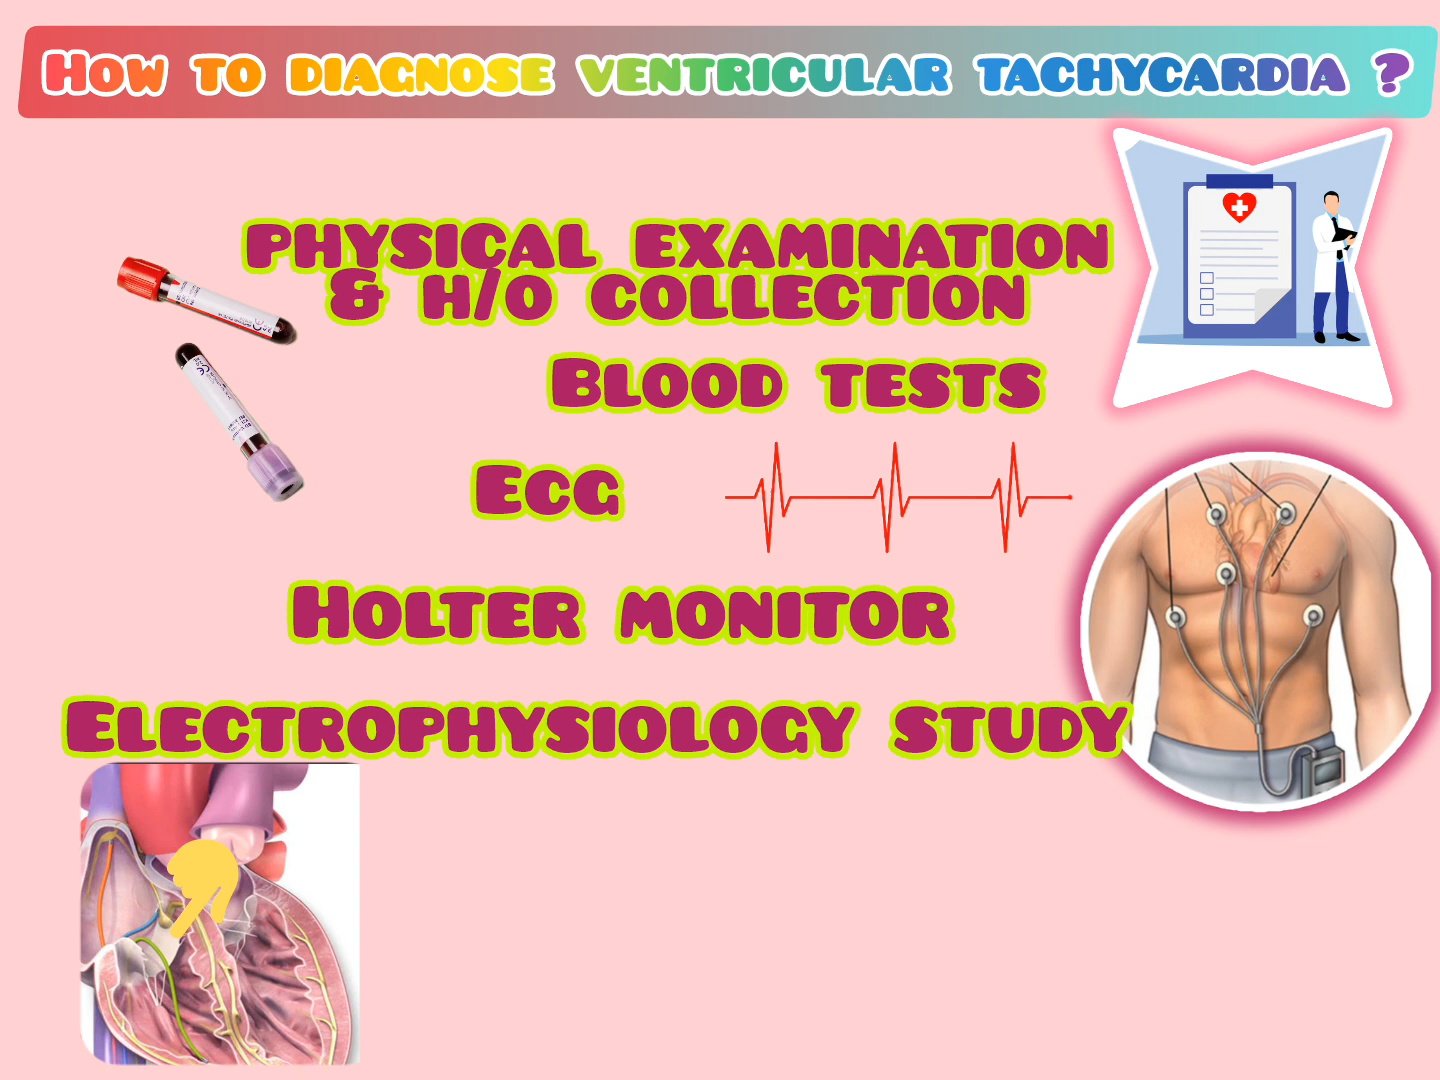 How to diagnose ventricular tachycardia ?
physical examination
& h/o collection
Blood tests
Ecg
Holter monitor
Electrophysiology study